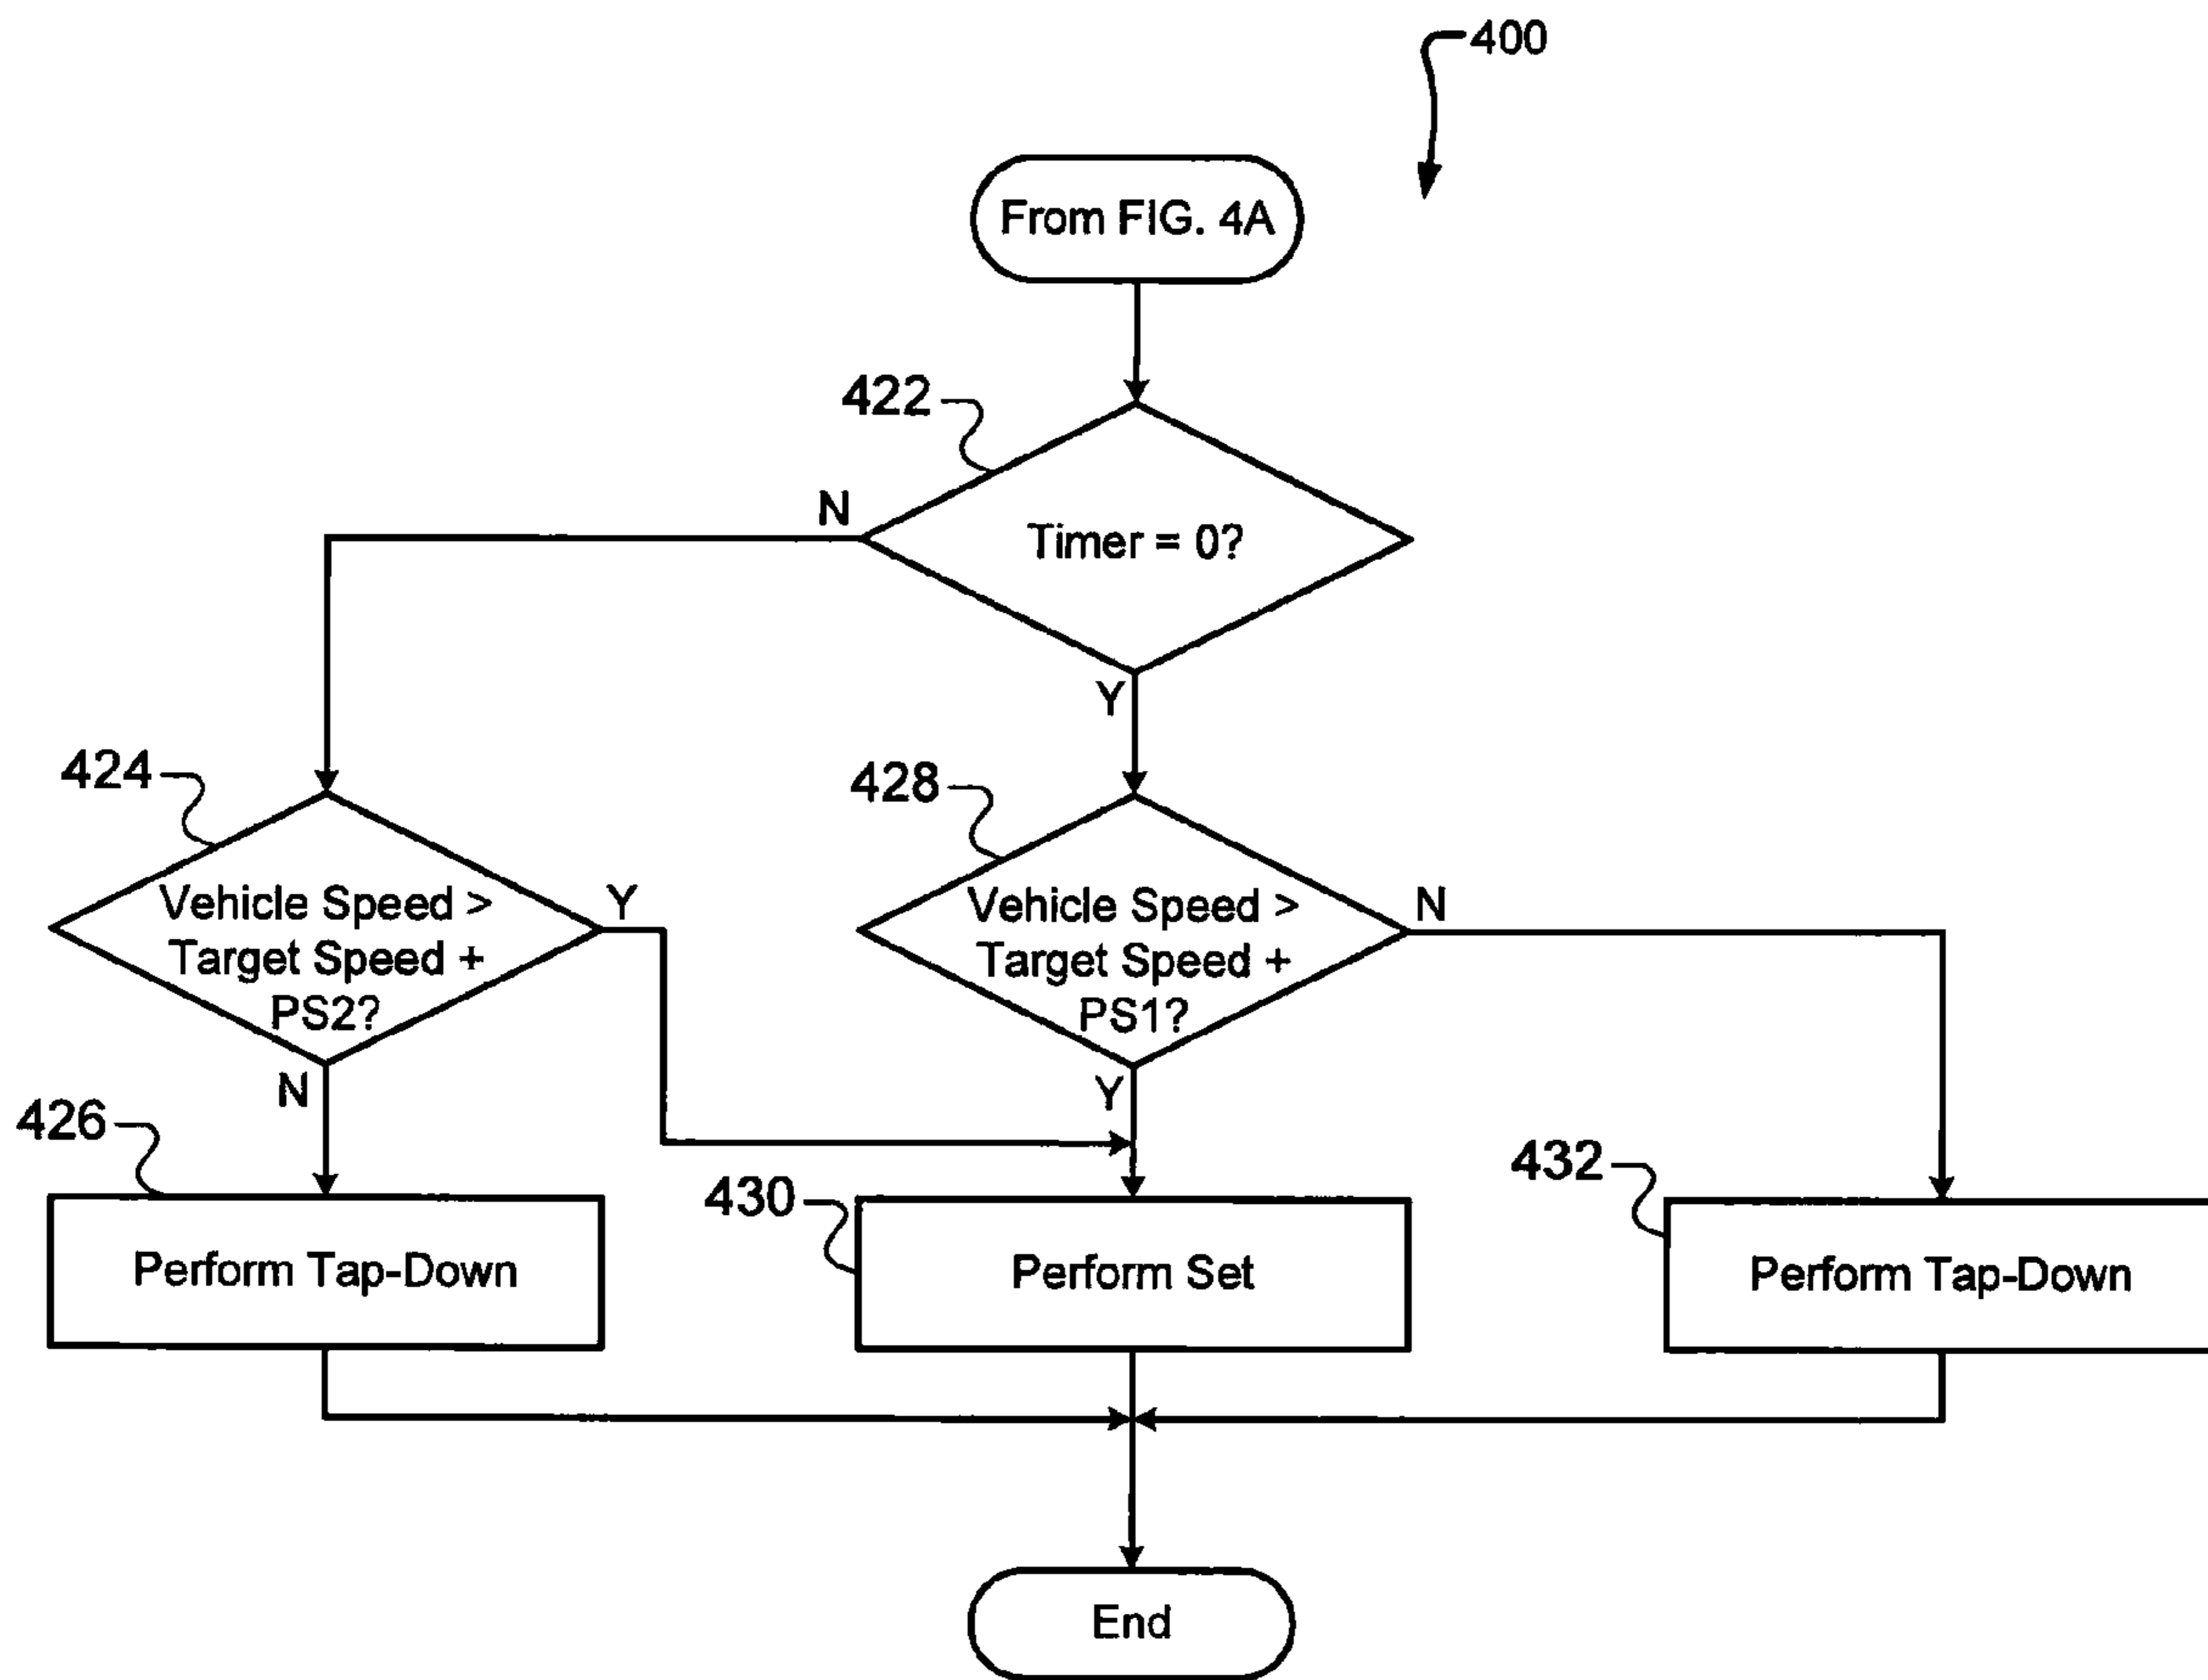 400
From FIG. 4A
422
N
Timer = 0?
Y
424
428
Vehicle Speed >
Target Speed +
PS2?
Y
N
Vehicle Speed >
Target Speed +
PS1?
N
Y
426
430
432
Perform Tap-Down
Perform Set
Perform Tap-Down
End